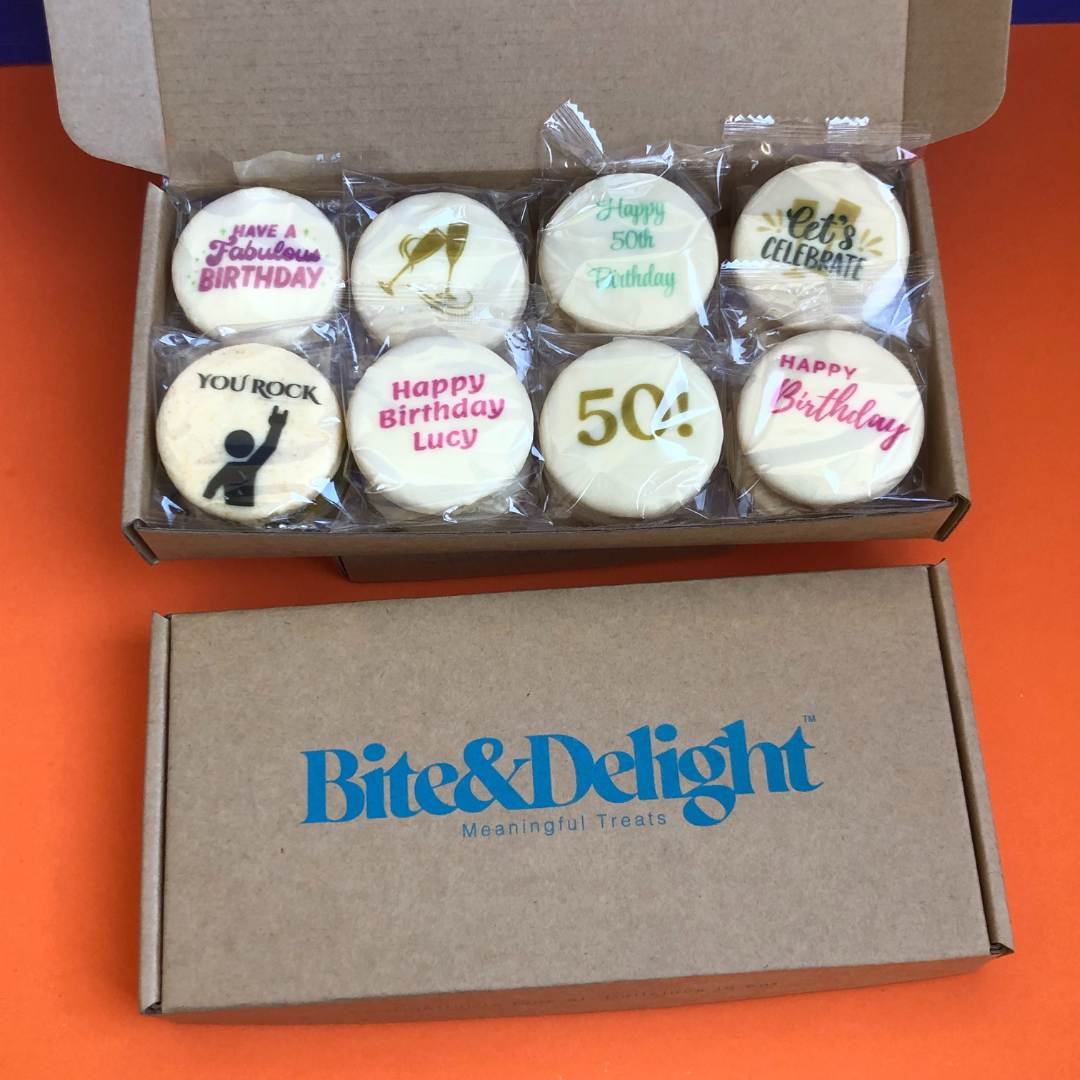 HAVE A
Fabulous
BIRTHDAY
Happy
50th
Birthday
Let's
CELEBRATE
YOU ROCK
Happy
Birthday
Lucy
50!
HAPPY
Birthday
Bite&Delight™
Meaningful Treats